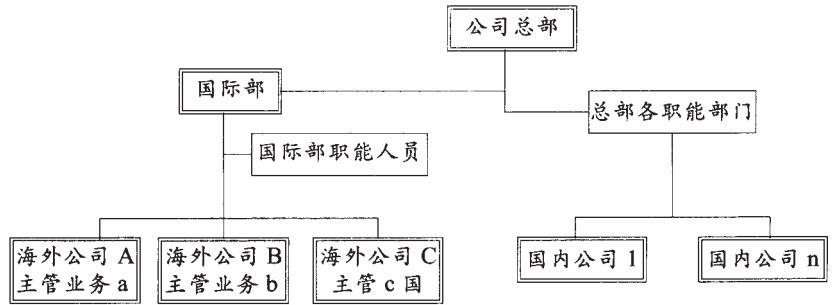 公司总部
国际部
总部各职能部门
国际部职能人员
海外公司 A
主管业务 a
海外公司 B
主管业务 b
海外公司 C
主管 c 国
国内公司 1
国内公司 n